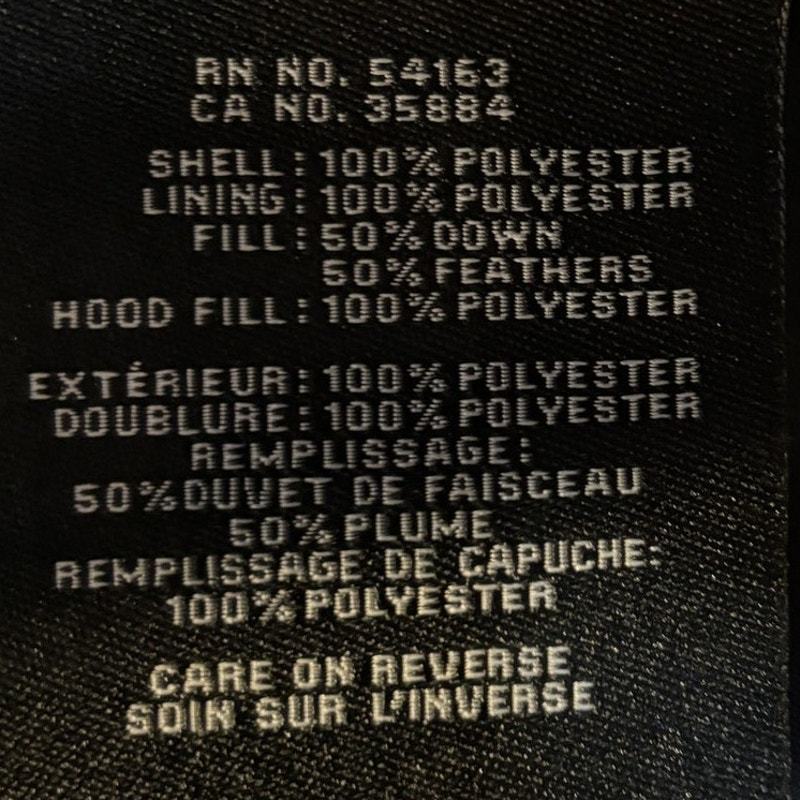 RN NO. 54163
CA NO. 35884
SHELL: 100% POLYESTER
LINING: 100% POLYESTER
FILL: 50% DOWN
50% FEATHERS
HOOD FILL: 100% POLYESTER
EXTÉRIEUR: 100% POLYESTER
DOUBLURE: 100% POLYESTER
REMPLISSAGE:
50% DUVET DE FAISCEAU
50% PLUME
REMPLISSAGE DE CAPUCHE:
100% POLYESTER
CARE ON REVERSE
SOIN SUR L'INVERSE